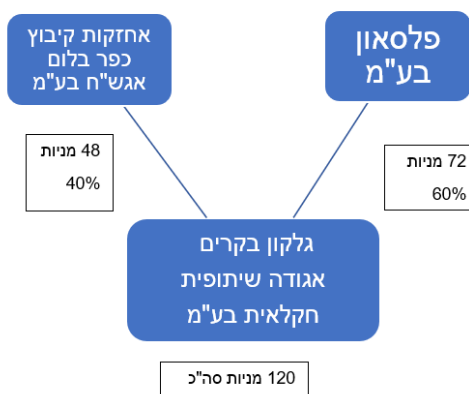 פלסאון
בע"מ
אחזקות קיבוץ
כפר בלום
אגש"ח בע"מ
72 מניות
60%
48 מניות
40%
גלקון בקרים
אגודה שיתופית
חקלאית בע"מ
120 מניות סה"כ